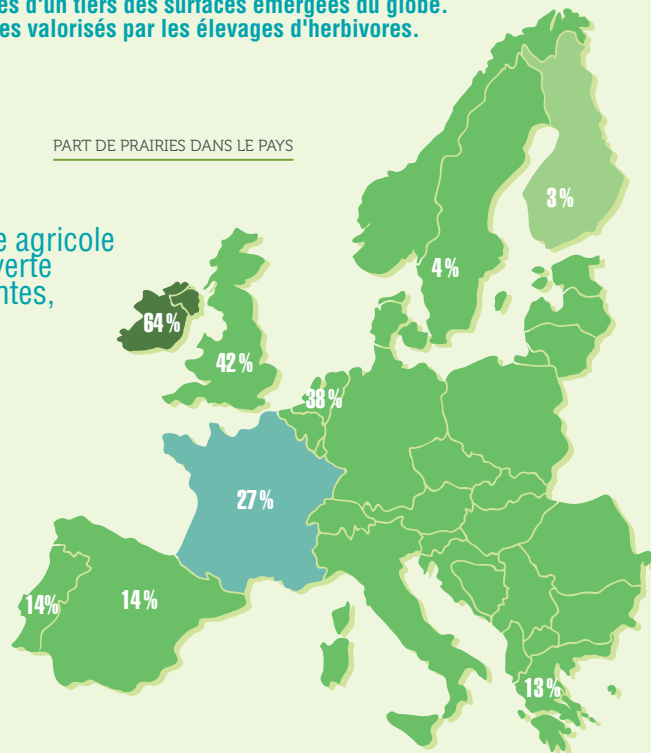 es d'un tiers des surfaces émergées du globe.
es valorisés par les élevages d'herbivores.
PART DE PRAIRIES DANS LE PAYS
e agricole
verte
ntes,
3 %
4 %
64 %
42 %
38 %
27 %
14%
14 %
13 %